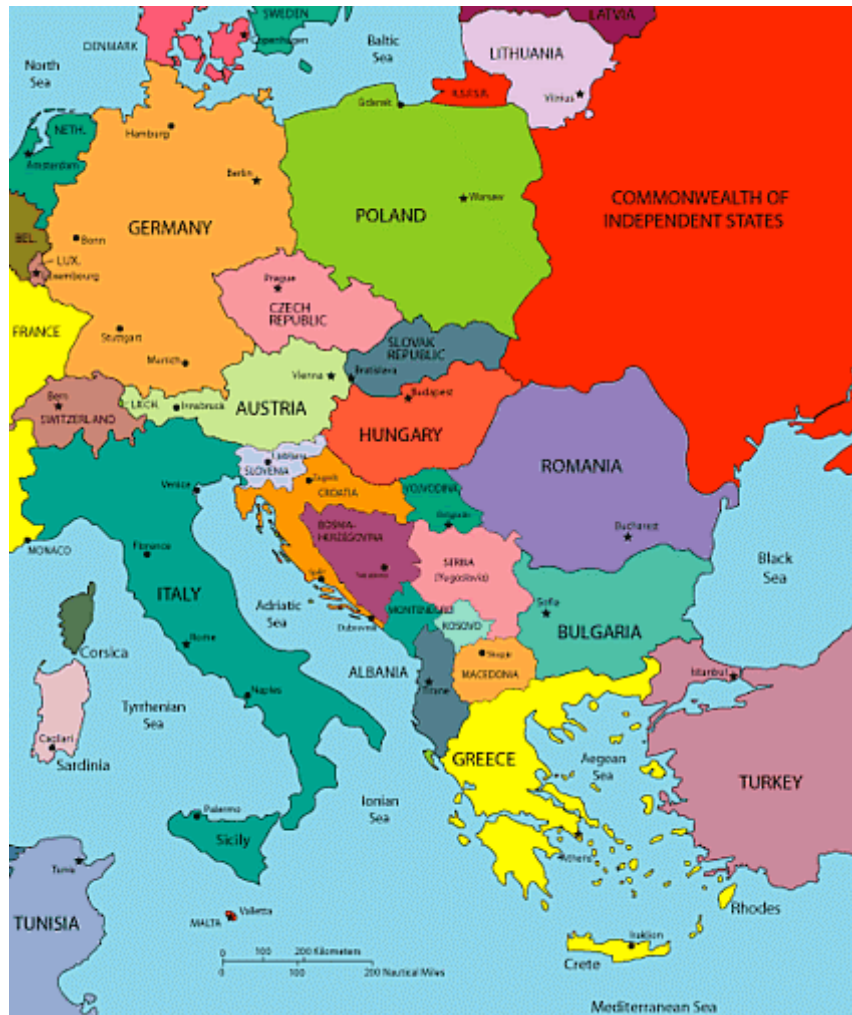 LATVIA
SWEDEN
DENMARK
Copenhagen
Baltic
Sea
LITHUANIA
North
Sea
Vilnius
R.S.F.S.R.
Gdansk
NETH.
Hamburg
Amsterdam
Berlin
Warsaw
COMMONWEALTH OF
INDEPENDENT STATES
POLAND
GERMANY
BEL.
Bonn
LUX.
Luxembourg
Prague
CZECH
REPUBLIC
FRANCE
Stuttgart
SLOVAK
REPUBLIC
Munich
Vienna
Bratislava
Bern
LIECH.
Innsbruck
Budapest
SWITZERLAND
AUSTRIA
HUNGARY
ROMANIA
SLOVENIA
Zagreb
Venice
CROATIA
VOJVODINA
Belgrade
BOSNIA-
HERZEGOVINA
Bucharest
MONACO
Florence
Black
Sea
SERBIA
(Yugoslavia)
Split
ITALY
Adriatic
Sea
MONTENEGRO
Sofia
KOSOVO
BULGARIA
Dubrovnik
Rome
Corsica
Skopje
ALBANIA
MACEDONIA
Istanbul
Tirane
Naples
Tyrrhenian
Sea
Cagliari
Sardinia
GREECE
Aegean
Sea
TURKEY
Ionian
Sea
Palermo
Sicily
Athens
Tunis
TUNISIA
MALTA
Valletta
Rhodes
Iraklion
Crete
0 100 200 Kilometers
0 100 200 Nautical Miles
Mediterranean Sea